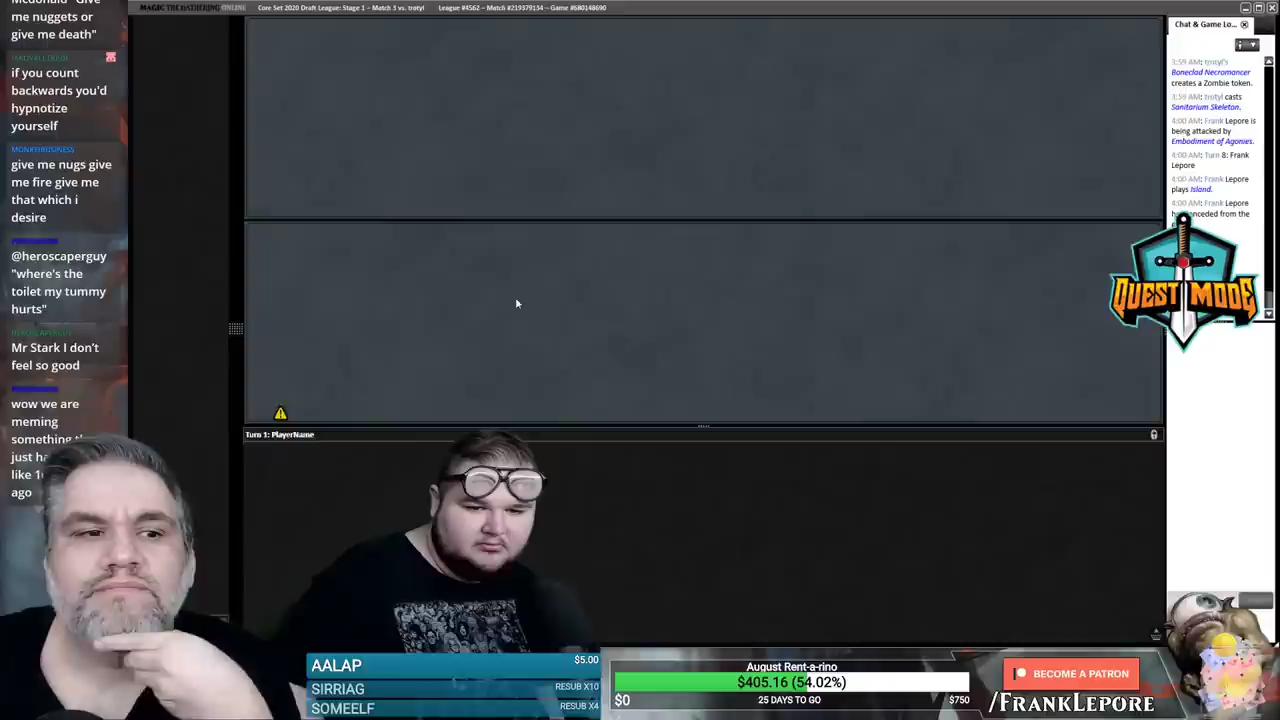 MAGIC THE GATHERING ONLINE
Core Set 2020 Draft League: Stage 1 – Match 3 vs. trotyl
League #4562 – Match #219379134 – Game #680148690
give me nuggets or
give me death"
if you count
backwards you'd
hypnotize
yourself
give me nugs give
me fire give me
that which i
desire
@heroscaperguy
"where's the
toilet my tummy
hurts"
Mr Stark I don't
feel so good
wow we are
meming
something
just
like
ago
Turn 1: PlayerName
Chat & Game Lo...
3:59 AM: trotyl's
Boneclad Necromancer
creates a Zombie token.
3:59 AM: trotyl casts
Sanitarium Skeleton.
4:00 AM: Frank Lepore is
being attacked by
Embodiment of Agonies.
4:00 AM: Turn 8: Frank
Lepore
4:00 AM: Frank Lepore
plays Island.
4:00 AM: Frank Lepore
conceded from the
QUEST MODE
AALAP $5.00
SIRRIAG RESUB X10
SOMEELF RESUB X4
August Rent-a-rino
$405.16 (54.02%)
$0 25 DAYS TO GO $750
BECOME A PATRON
/FRANKLEPORE